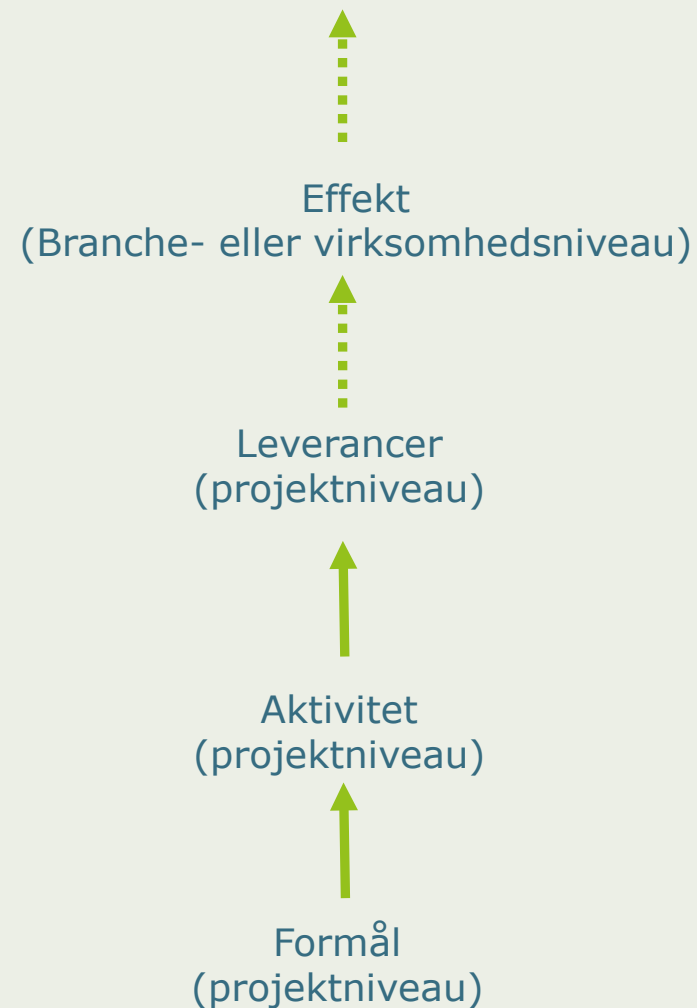 Effekt
(Branche- eller virksomhedsniveau)
Leverancer
(projektniveau)
Aktivitet
(projektniveau)
Formål
(projektniveau)